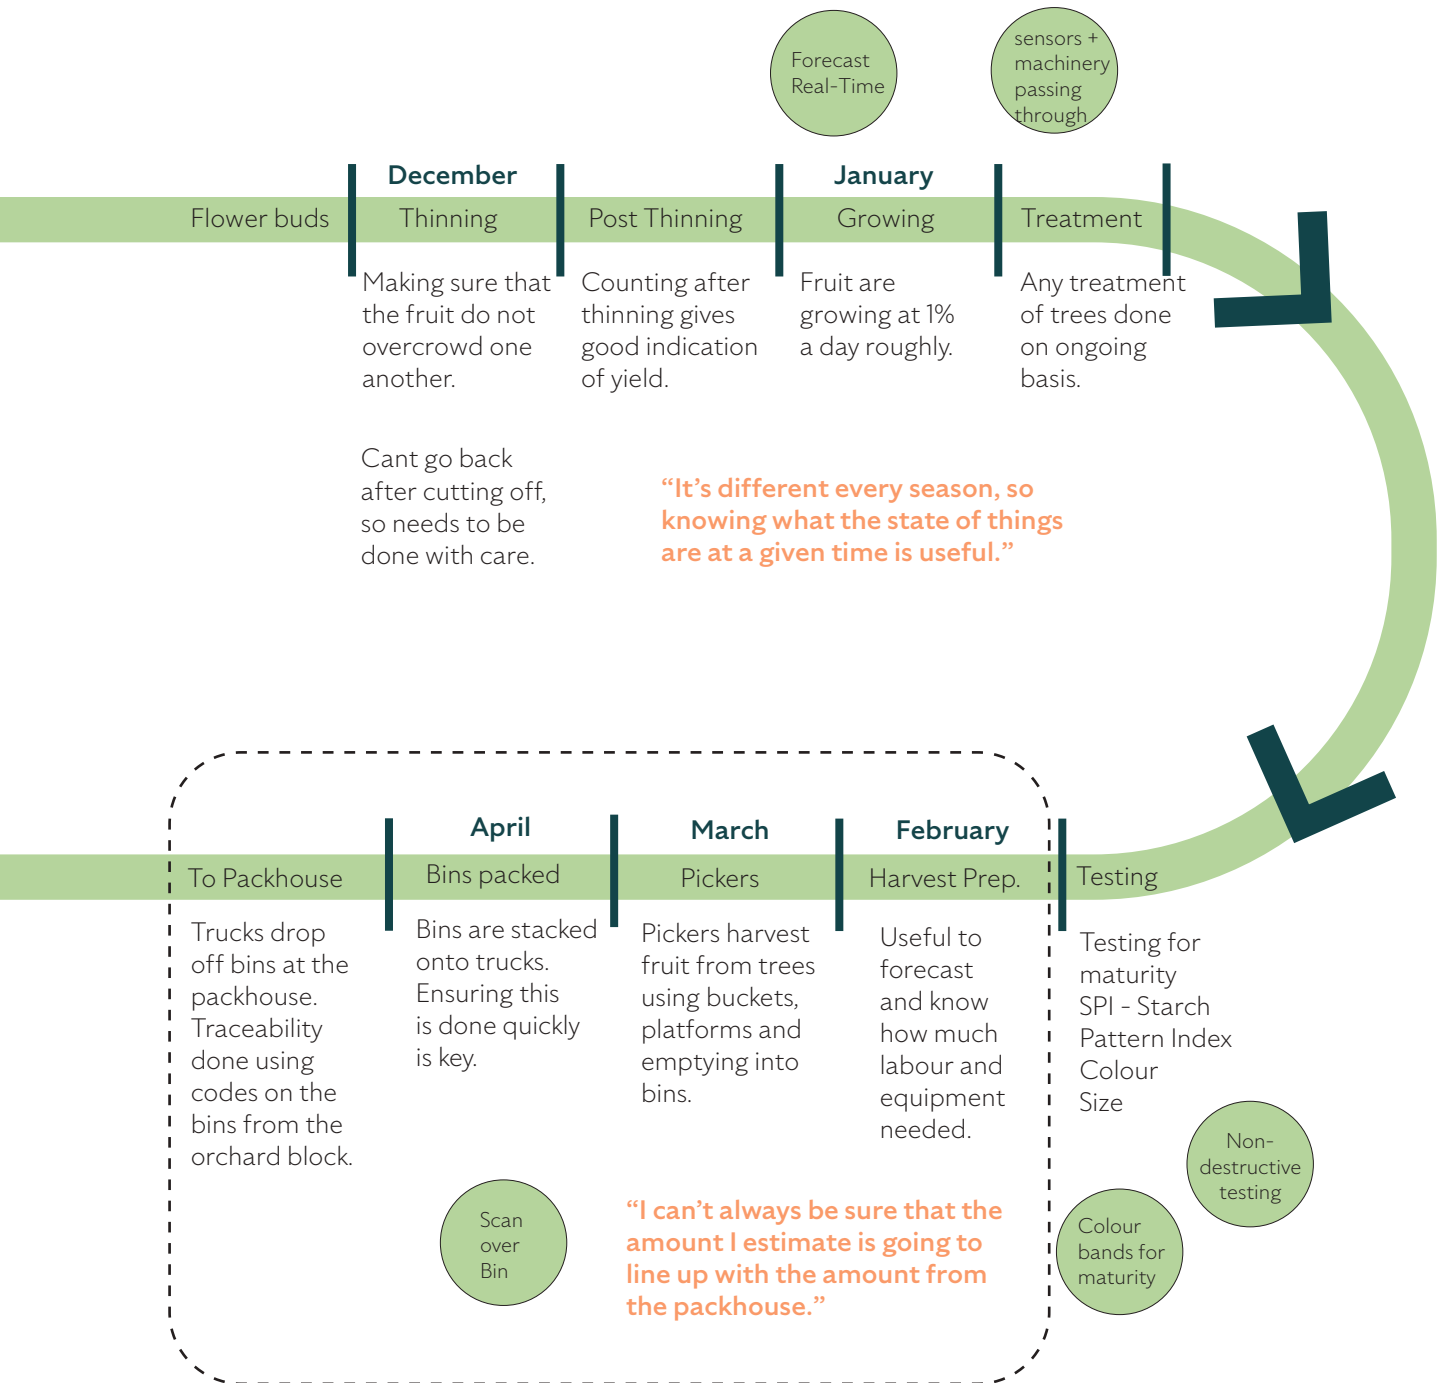 Forecast
Real-Time
sensors +
machinery
passing
through
December
January
Flower buds
Thinning
Post Thinning
Growing
Treatment
Making sure that
the fruit do not
overcrowd one
another.
Cant go back
after cutting off,
so needs to be
done with care.
Counting after
thinning gives
good indication
of yield.
Fruit are
growing at 1%
a day roughly.
Any treatment
of trees done
on ongoing
basis.
“It’s different every season, so
knowing what the state of things
are at a given time is useful.”
April
March
February
To Packhouse
Bins packed
Pickers
Harvest Prep.
Testing
Trucks drop
off bins at the
packhouse.
Traceability
done using
codes on the
bins from the
orchard block.
Bins are stacked
onto trucks.
Ensuring this
is done quickly
is key.
Pickers harvest
fruit from trees
using buckets,
platforms and
emptying into
bins.
Useful to
forecast
and know
how much
labour and
equipment
needed.
Testing for
maturity
SPI - Starch
Pattern Index
Colour
Size
Non-
destructive
testing
Scan
over
Bin
“I can’t always be sure that the
amount I estimate is going to
line up with the amount from
the packhouse.”
Colour
bands for
maturity